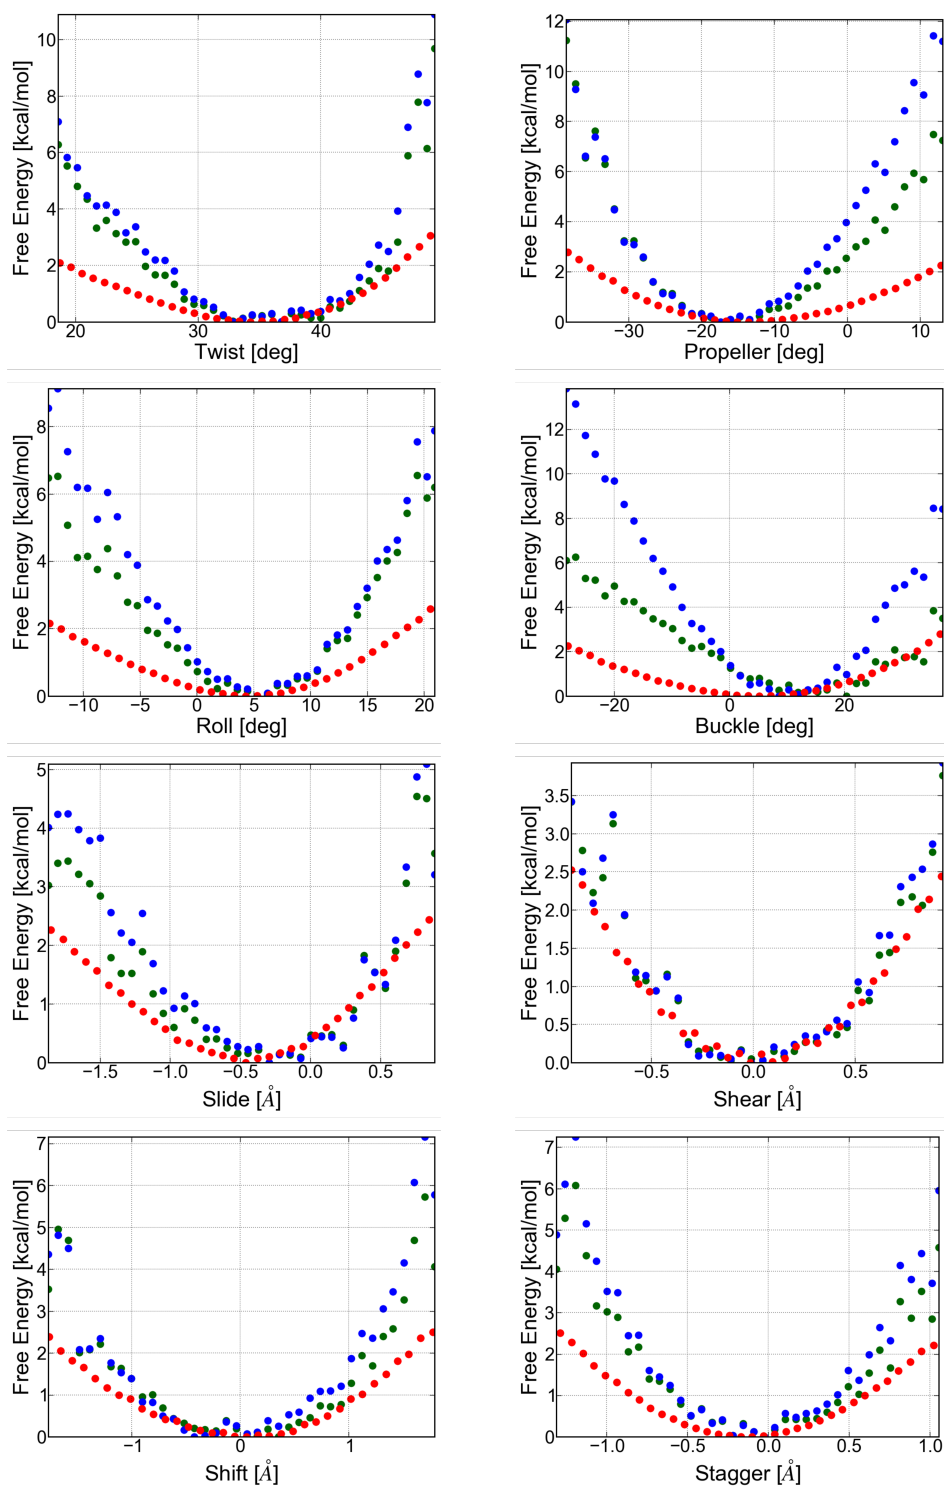 10
8
6
4
2
0
20 30 40
Twist [deg]
Free Energy [kcal/mol]
12
10
8
6
4
2
0
−30 −20 −10 0 10
Propeller [deg]
Free Energy [kcal/mol]
8
6
4
2
0
−10 −5 0 5 10 15 20
Roll [deg]
Free Energy [kcal/mol]
12
10
8
6
4
2
0
−20 0 20
Buckle [deg]
Free Energy [kcal/mol]
5
4
3
2
1
0
−1.5 −1.0 −0.5 0.0 0.5
Slide [Å]
Free Energy [kcal/mol]
3.5
3.0
2.5
2.0
1.5
1.0
0.5
0.0
−0.5 0.0 0.5
Shear [Å]
Free Energy [kcal/mol]
7
6
5
4
3
2
1
0
−1 0 1
Shift [Å]
Free Energy [kcal/mol]
7
6
5
4
3
2
1
0
−1.0 −0.5 0.0 0.5 1.0
Stagger [Å]
Free Energy [kcal/mol]